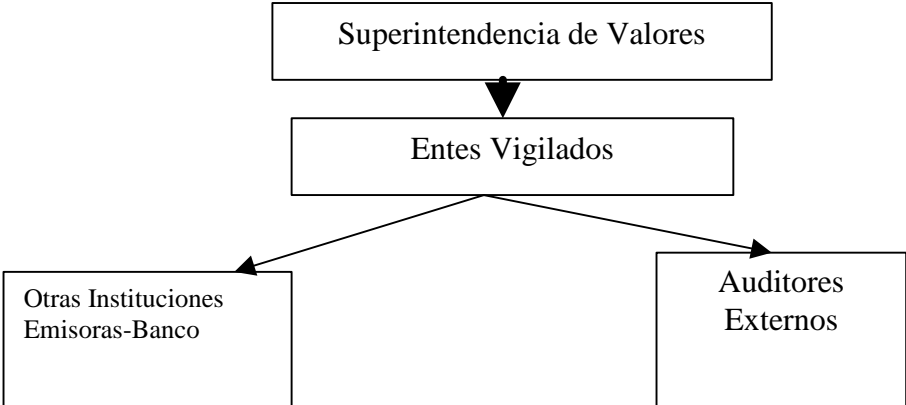 Superintendencia de Valores
Entes Vigilados
Otras Instituciones
Emisoras-Banco
Auditores
Externos